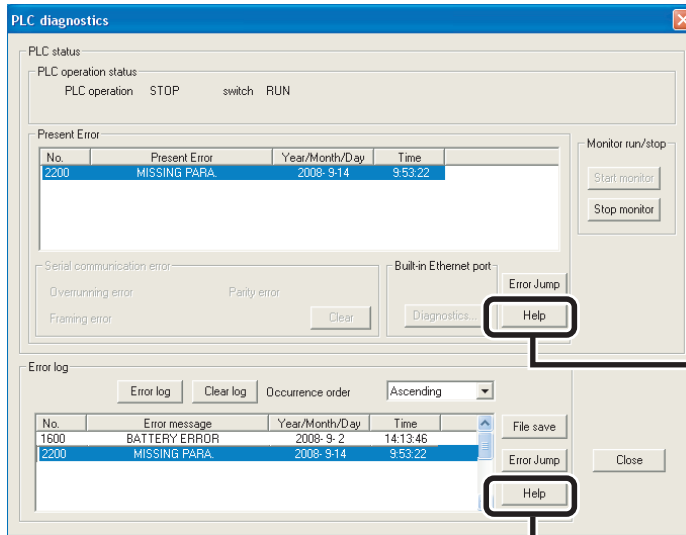 PLC diagnostics
PLC status
PLC operation status
PLC operation STOP switch RUN
Present Error
No. Present Error Year/Month/Day Time
2200 MISSING PARA. 2008- 9-14 9:53:22
Monitor run/stop
Start monitor
Stop monitor
Serial communication error
Overrunning error Parity error
Framing error Clear
Built-in Ethernet port
Diagnostics...
Error Jump
Help
Error log
Error log Clear log Occurrence order Ascending
No. Error message Year/Month/Day Time
1600 BATTERY ERROR 2008- 9- 2 14:13:46
2200 MISSING PARA. 2008- 9-14 9:53:22
File save
Error Jump
Help
Close